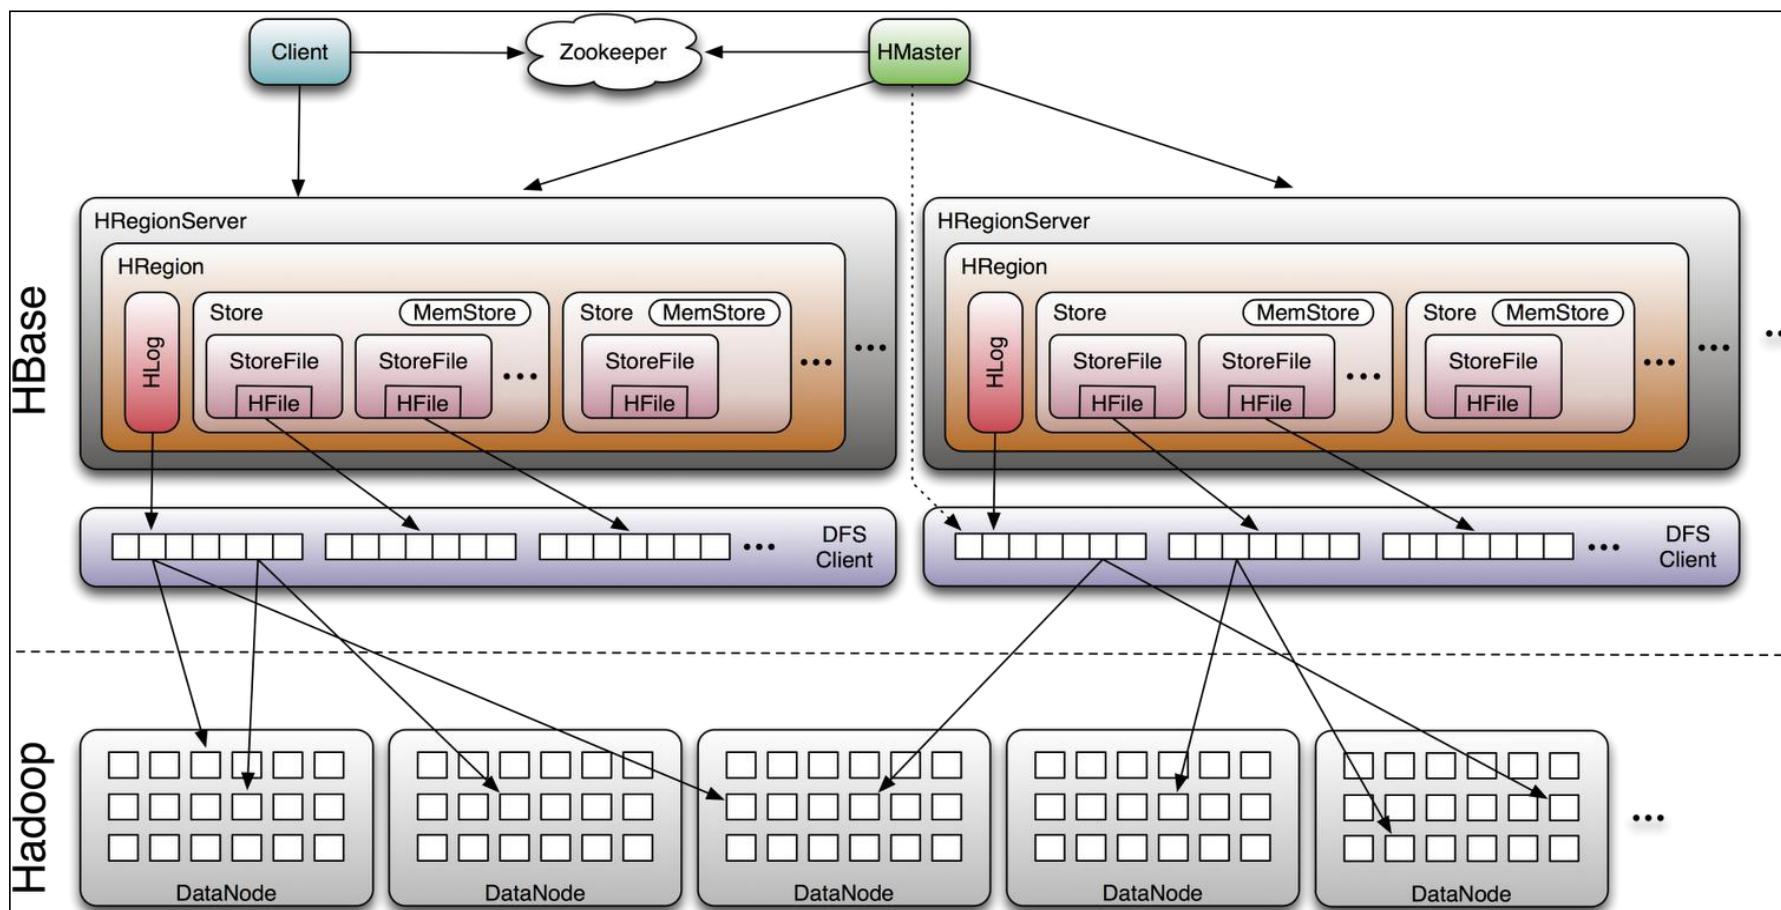 Client
Zookeeper
HMaster
HBase
HRegionServer
HRegion
HLog
Store
MemStore
StoreFile
HFile
StoreFile
HFile
...
Store
MemStore
StoreFile
HFile
...
...
HRegionServer
HRegion
HLog
Store
MemStore
StoreFile
HFile
StoreFile
HFile
...
Store
MemStore
StoreFile
HFile
...
...
...
...
DFS
Client
...
DFS
Client
Hadoop
DataNode
DataNode
DataNode
DataNode
DataNode
...